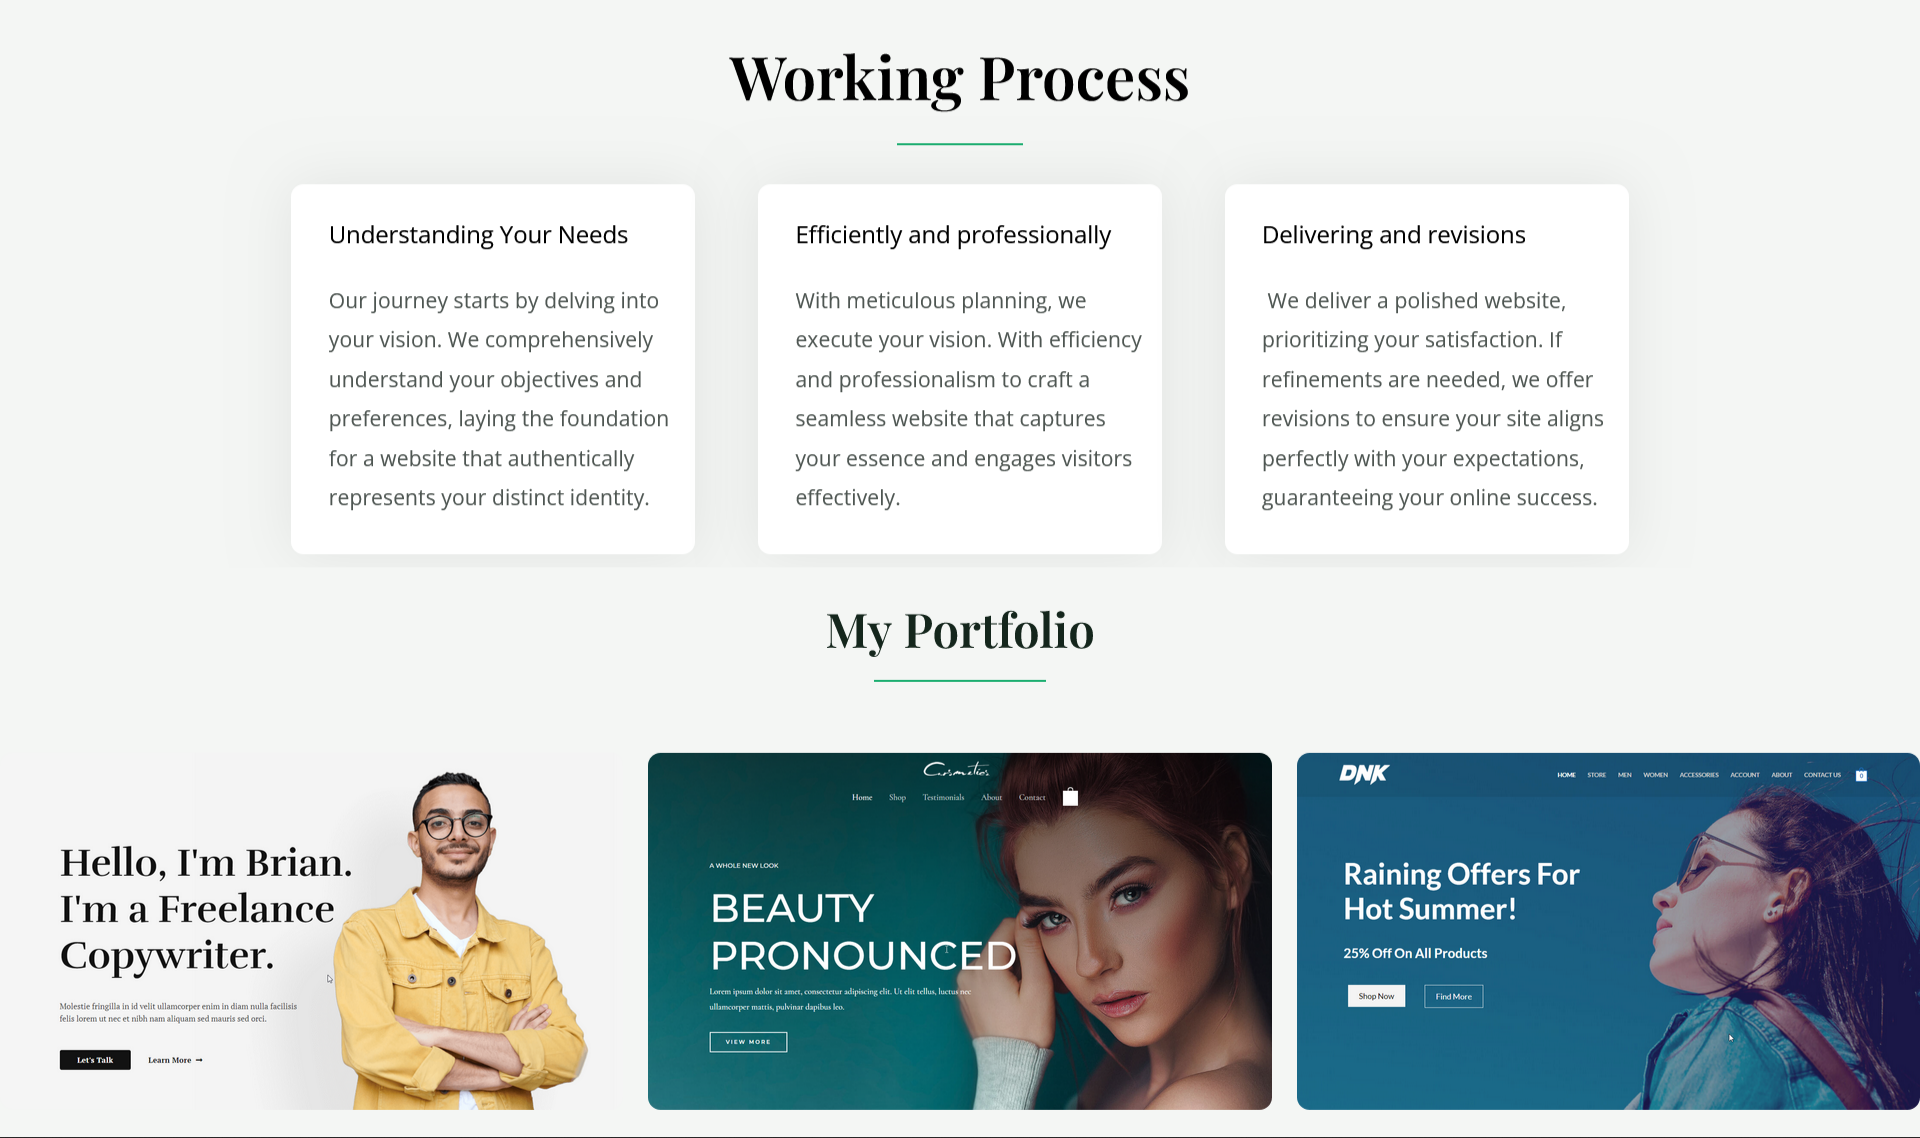 Working Process
Understanding Your Needs
Our journey starts by delving into
your vision. We comprehensively
understand your objectives and
preferences, laying the foundation
for a website that authentically
represents your distinct identity.
Efficiently and professionally
With meticulous planning, we
execute your vision. With efficiency
and professionalism to craft a
seamless website that captures
your essence and engages visitors
effectively.
Delivering and revisions
We deliver a polished website,
prioritizing your satisfaction. If
refinements are needed, we offer
revisions to ensure your site aligns
perfectly with your expectations,
guaranteeing your online success.
My Portfolio
Hello, I'm Brian.
I'm a Freelance
Copywriter.
Molestie fringilla in id velit ullamcorper enim in diam nulla facilisis
felis lorem ut nec et nibh nam aliquam sed mauris sed orci.
Let's Talk
Learn More →
Cosmetics
Home Shop Testimonials About Contact
A WHOLE NEW LOOK
BEAUTY
PRONOUNCED
Lorem ipsum dolor sit amet, consectetur adipiscing elit. Ut elit tellus, luctus nec
ullamcorper mattis, pulvinar dapibus leo.
VIEW MORE
DNK
HOME STORE MEN WOMEN ACCESSORIES ACCOUNT ABOUT CONTACT US 0
Raining Offers For
Hot Summer!
25% Off On All Products
Shop Now
Find More